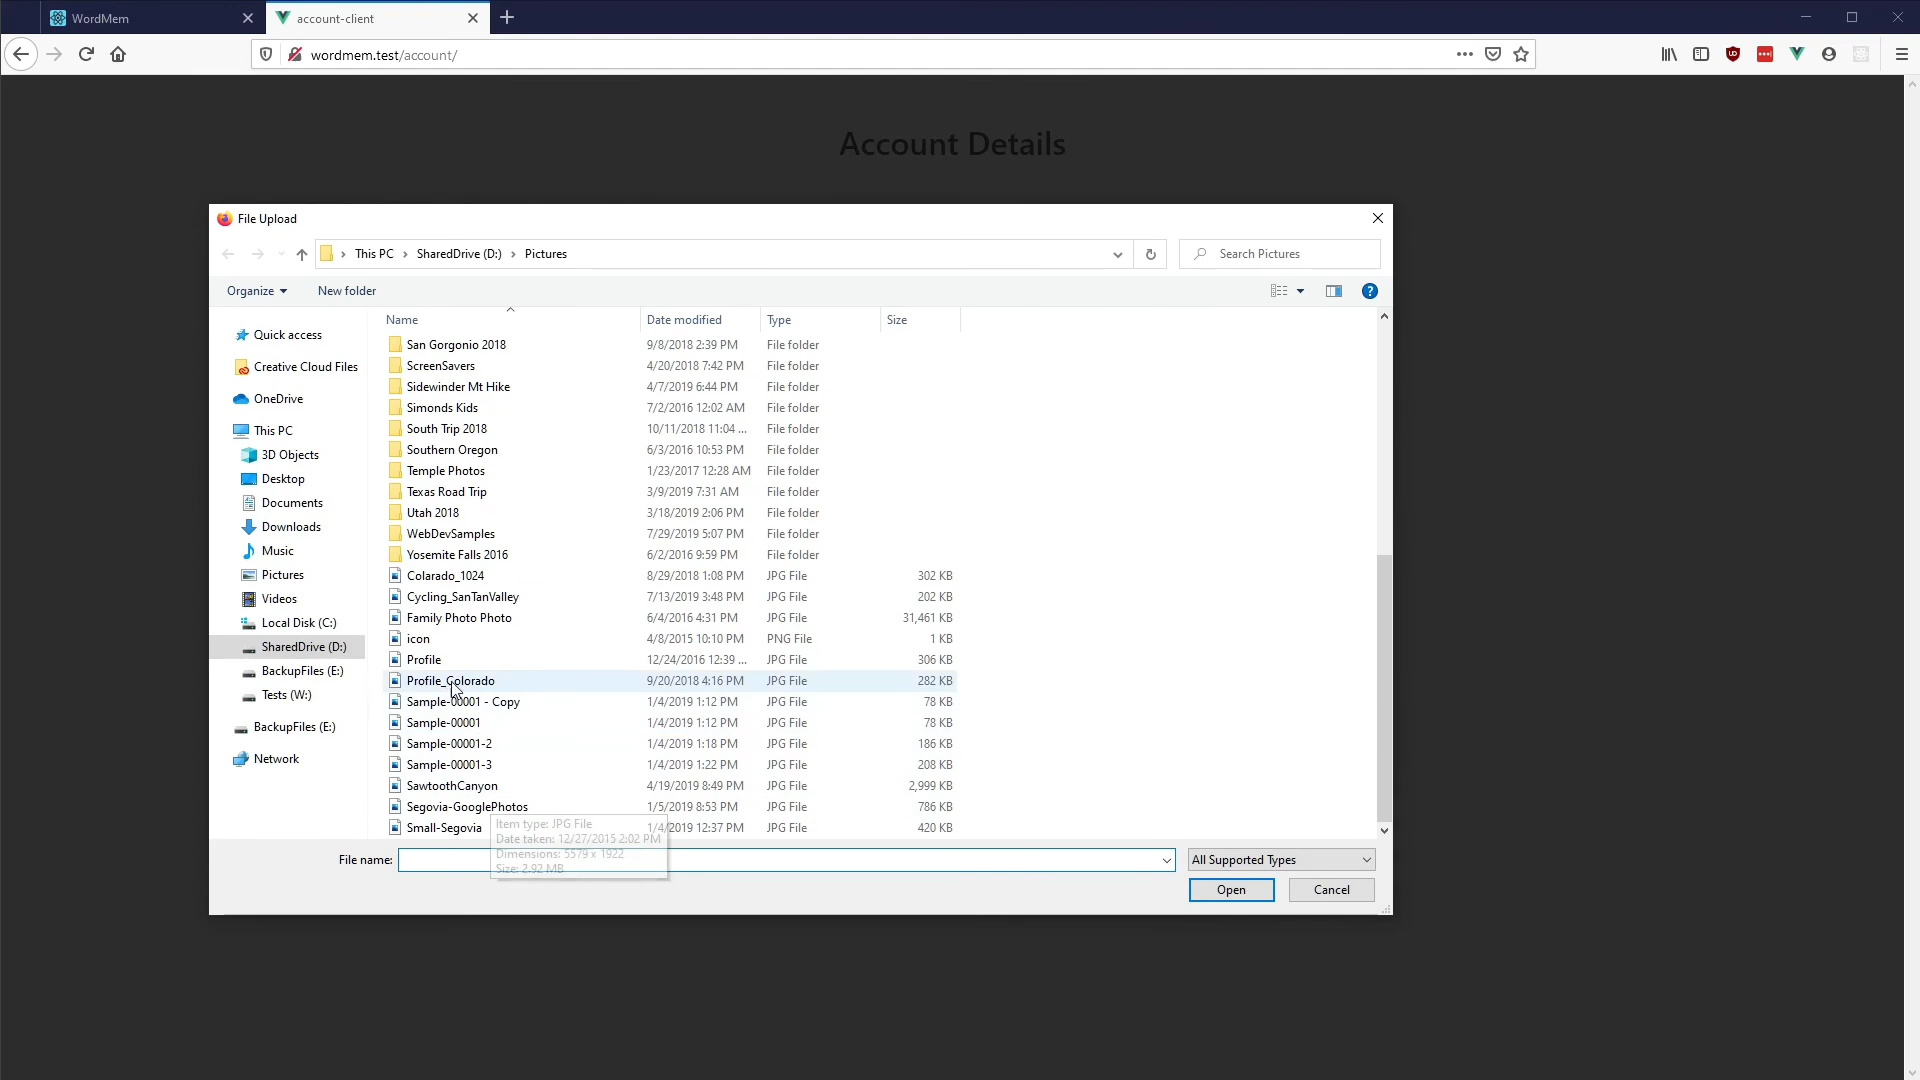 WordMem
account-client
wordmem.test/account/
Account Details
File Upload
This PC
SharedDrive (D:)
Pictures
Search Pictures
Organize
New folder
Name
Date modified
Type
Size
Quick access
Creative Cloud Files
OneDrive
This PC
3D Objects
Desktop
Documents
Downloads
Music
Pictures
Videos
Local Disk (C:)
SharedDrive (D:)
BackupFiles (E:)
Tests (W:)
BackupFiles (E:)
Network
San Gorgonio 2018 9/8/2018 2:39 PM File folder
ScreenSavers 4/20/2018 7:42 PM File folder
Sidewinder Mt Hike 4/7/2019 6:44 PM File folder
Simonds Kids 7/2/2016 12:02 AM File folder
South Trip 2018 10/11/2018 11:04 ... File folder
Southern Oregon 6/3/2016 10:53 PM File folder
Temple Photos 1/23/2017 12:28 AM File folder
Texas Road Trip 3/9/2019 7:31 AM File folder
Utah 2018 3/18/2019 2:06 PM File folder
WebDevSamples 7/29/2019 5:07 PM File folder
Yosemite Falls 2016 6/2/2016 9:59 PM File folder
Colarado_1024 8/29/2018 1:08 PM JPG File 302 KB
Cycling_SanTanValley 7/13/2019 3:48 PM JPG File 202 KB
Family Photo Photo 6/4/2016 4:31 PM JPG File 31,461 KB
icon 4/8/2015 10:10 PM PNG File 1 KB
Profile 12/24/2016 12:39 ... JPG File 306 KB
Profile_Colorado 9/20/2018 4:16 PM JPG File 282 KB
Sample-00001 - Copy 1/4/2019 1:12 PM JPG File 78 KB
Sample-00001 1/4/2019 1:12 PM JPG File 78 KB
Sample-00001-2 1/4/2019 1:18 PM JPG File 186 KB
Sample-00001-3 1/4/2019 1:22 PM JPG File 208 KB
SawtoothCanyon 4/19/2019 8:49 PM JPG File 2,999 KB
Segovia-GooglePhotos 1/5/2019 8:53 PM JPG File 786 KB
Small-Segovia 1/4/2019 12:37 PM JPG File 420 KB
Item type: JPG File
Date taken: 12/27/2015 2:02 PM
Dimensions: 5579 x 1922
Size: 2.92 MB
File name:
All Supported Types
Open
Cancel